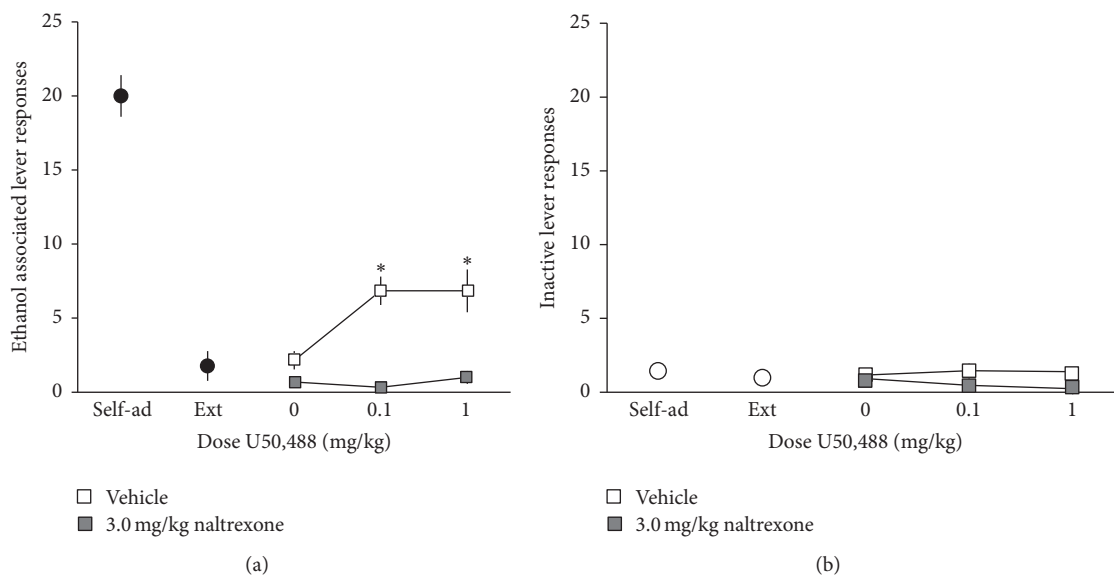 25
20
15
10
5
0
Ethanol associated lever responses
*
*
Self-ad Ext 0 0.1 1
Dose U50,488 (mg/kg)
Vehicle
3.0 mg/kg naltrexone
(a)
25
20
15
10
5
0
Inactive lever responses
Self-ad Ext 0 0.1 1
Dose U50,488 (mg/kg)
Vehicle
3.0 mg/kg naltrexone
(b)